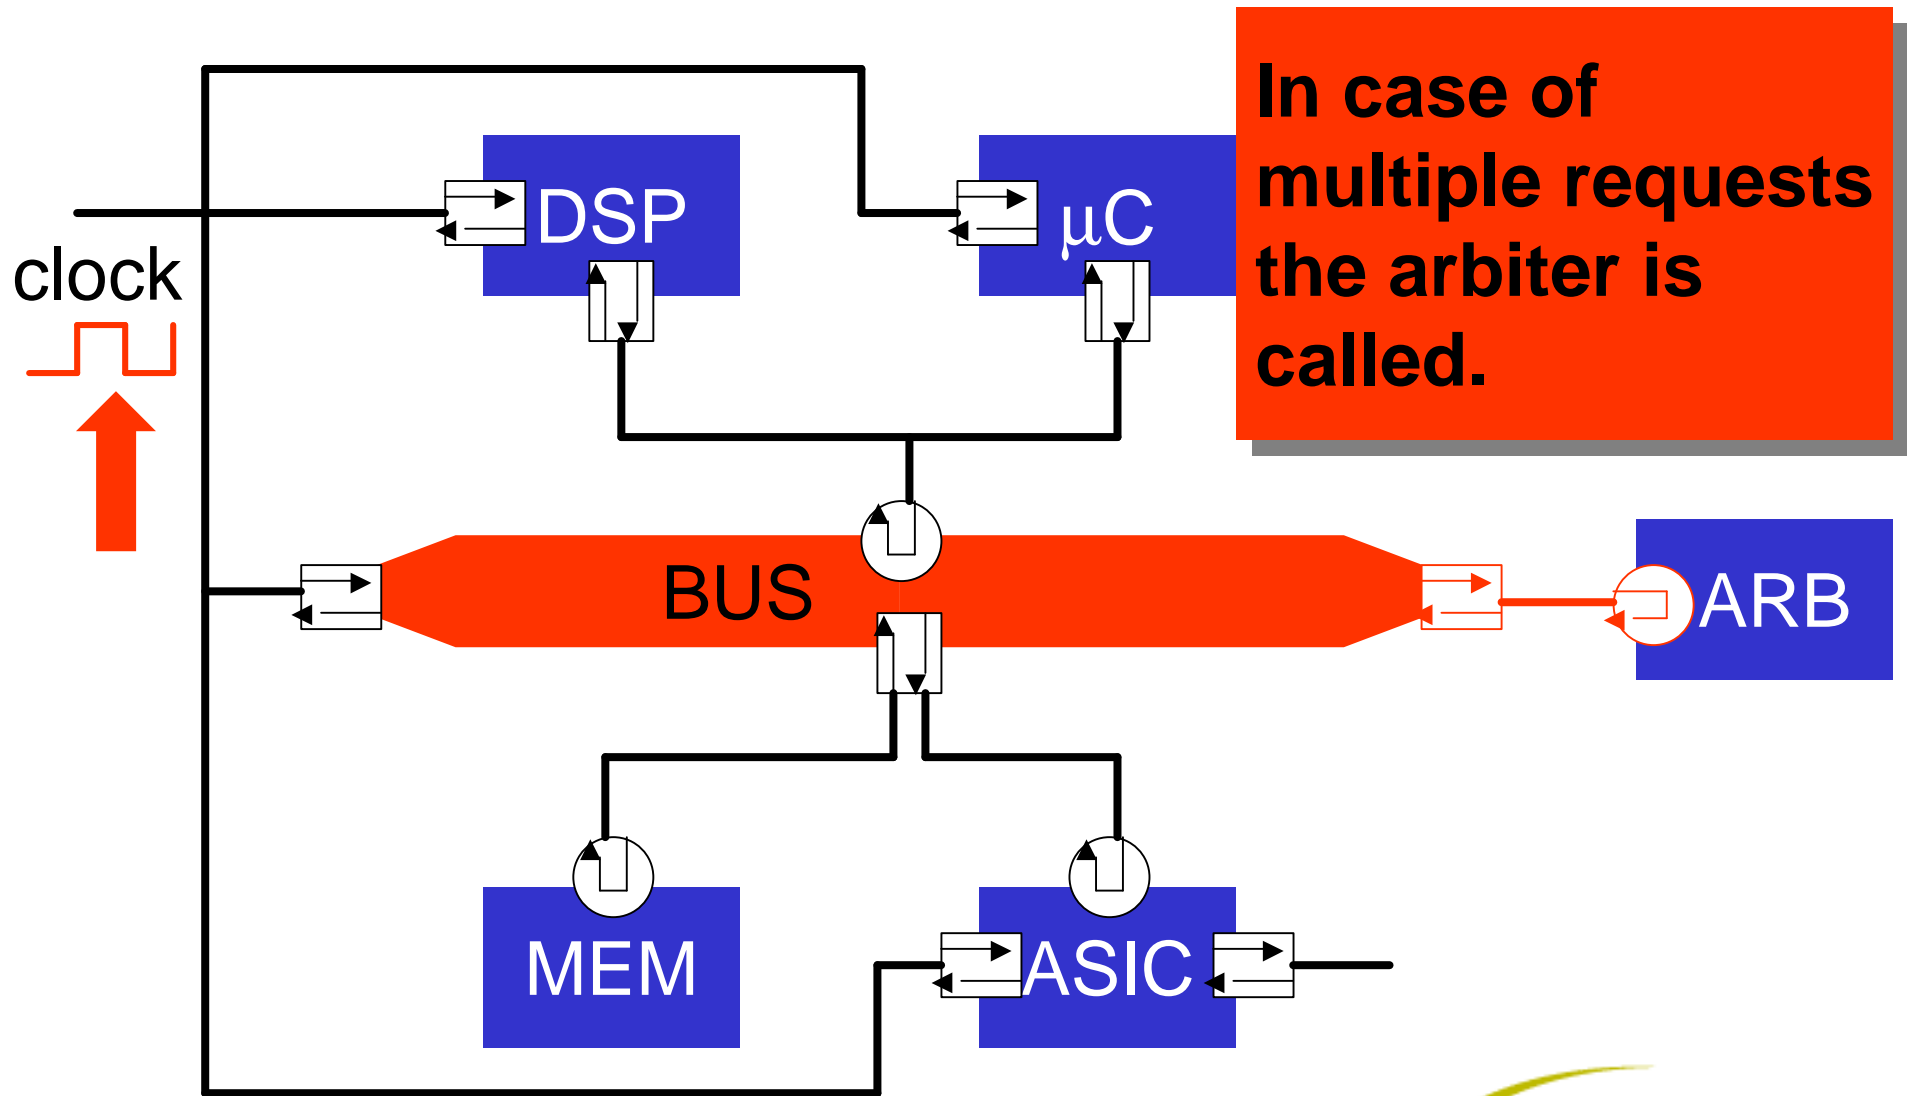 In case of
multiple requests
the arbiter is
called.
DSP
μC
clock
BUS
ARB
MEM
ASIC